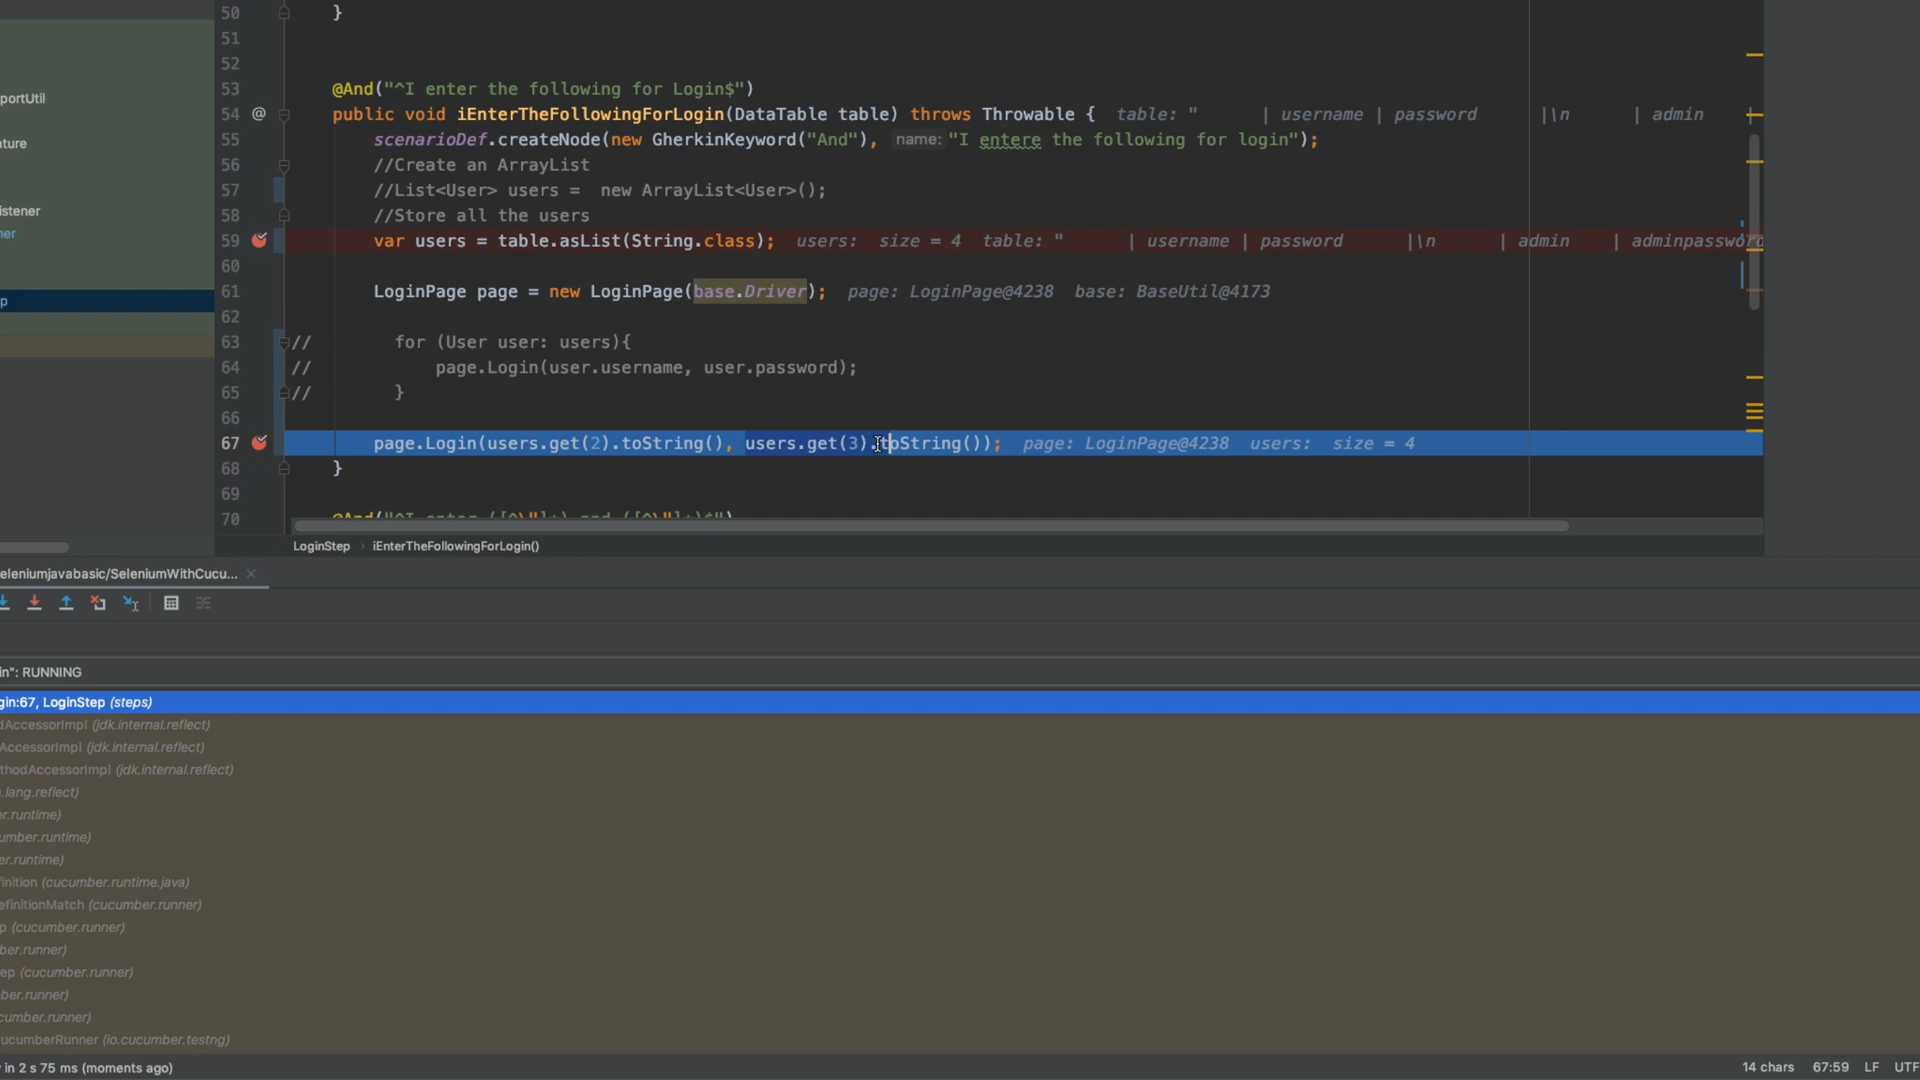 50 }
51
52
53 @And("^I enter the following for Login$")
54 @ public void iEnterTheFollowingForLogin(DataTable table) throws Throwable { table: " | username | password |\n | admin |
55 scenarioDef.createNode(new GherkinKeyword("And"), name: "I entere the following for login");
56 //Create an ArrayList
57 //List<User> users = new ArrayList<User>();
58 //Store all the users
59 var users = table.asList(String.class); users: size = 4 table: " | username | password |\n | admin | adminpassword
60
61 LoginPage page = new LoginPage(base.Driver); page: LoginPage@4238 base: BaseUtil@4173
62
63 // for (User user: users){
64 // page.Login(user.username, user.password);
65 // }
66
67 page.Login(users.get(2).toString(), users.get(3).toString()); page: LoginPage@4238 users: size = 4
68 }
69
70
portUtil
ture
istener
ner
p
LoginStep › iEnterTheFollowingForLogin()
eleniumjavabasic/SeleniumWithCucu... ×
in": RUNNING
gin:67, LoginStep (steps)
dAccessorImpl (jdk.internal.reflect)
AccessorImpl (jdk.internal.reflect)
thodAccessorImpl (jdk.internal.reflect)
.lang.reflect)
er.runtime)
umber.runtime)
er.runtime)
finition (cucumber.runtime.java)
efinitionMatch (cucumber.runner)
p (cucumber.runner)
ber.runner)
ep (cucumber.runner)
ber.runner)
cumber.runner)
ucumberRunner (io.cucumber.testng)
in 2 s 75 ms (moments ago)
14 chars 67:59 LF UTF